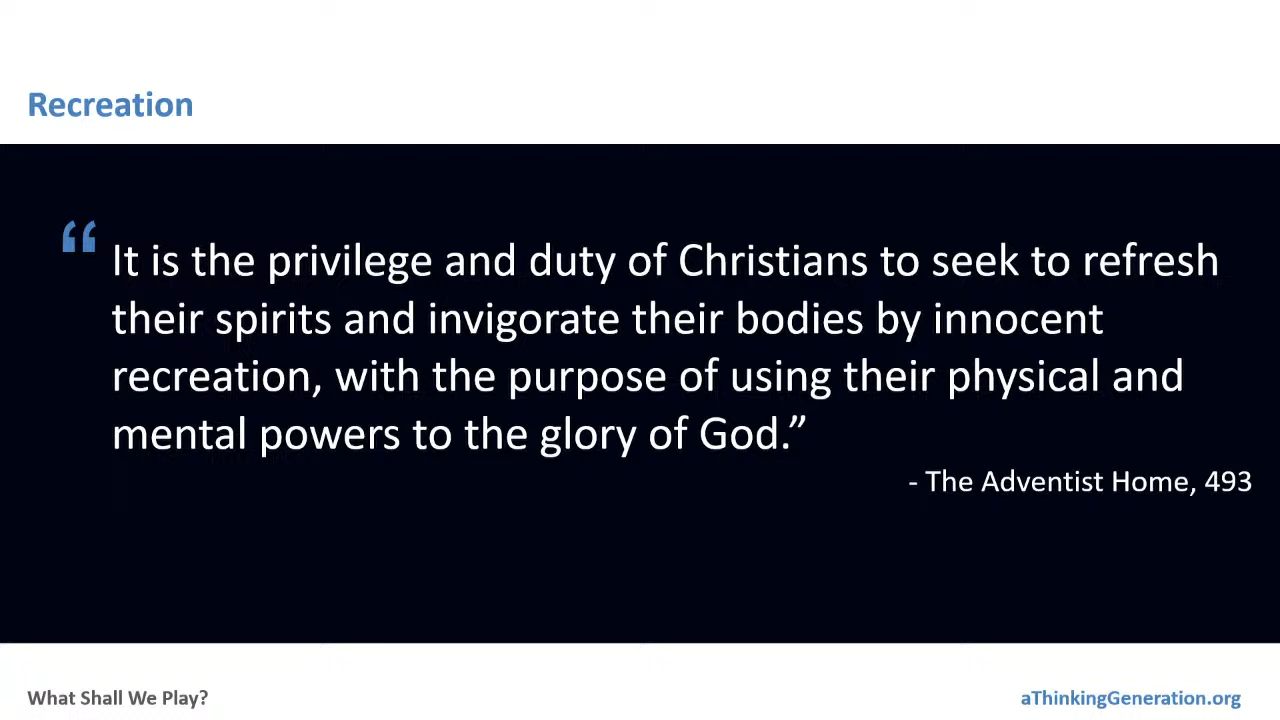 Recreation
“ It is the privilege and duty of Christians to seek to refresh
their spirits and invigorate their bodies by innocent
recreation, with the purpose of using their physical and
mental powers to the glory of God.”
- The Adventist Home, 493
What Shall We Play?
aThinkingGeneration.org